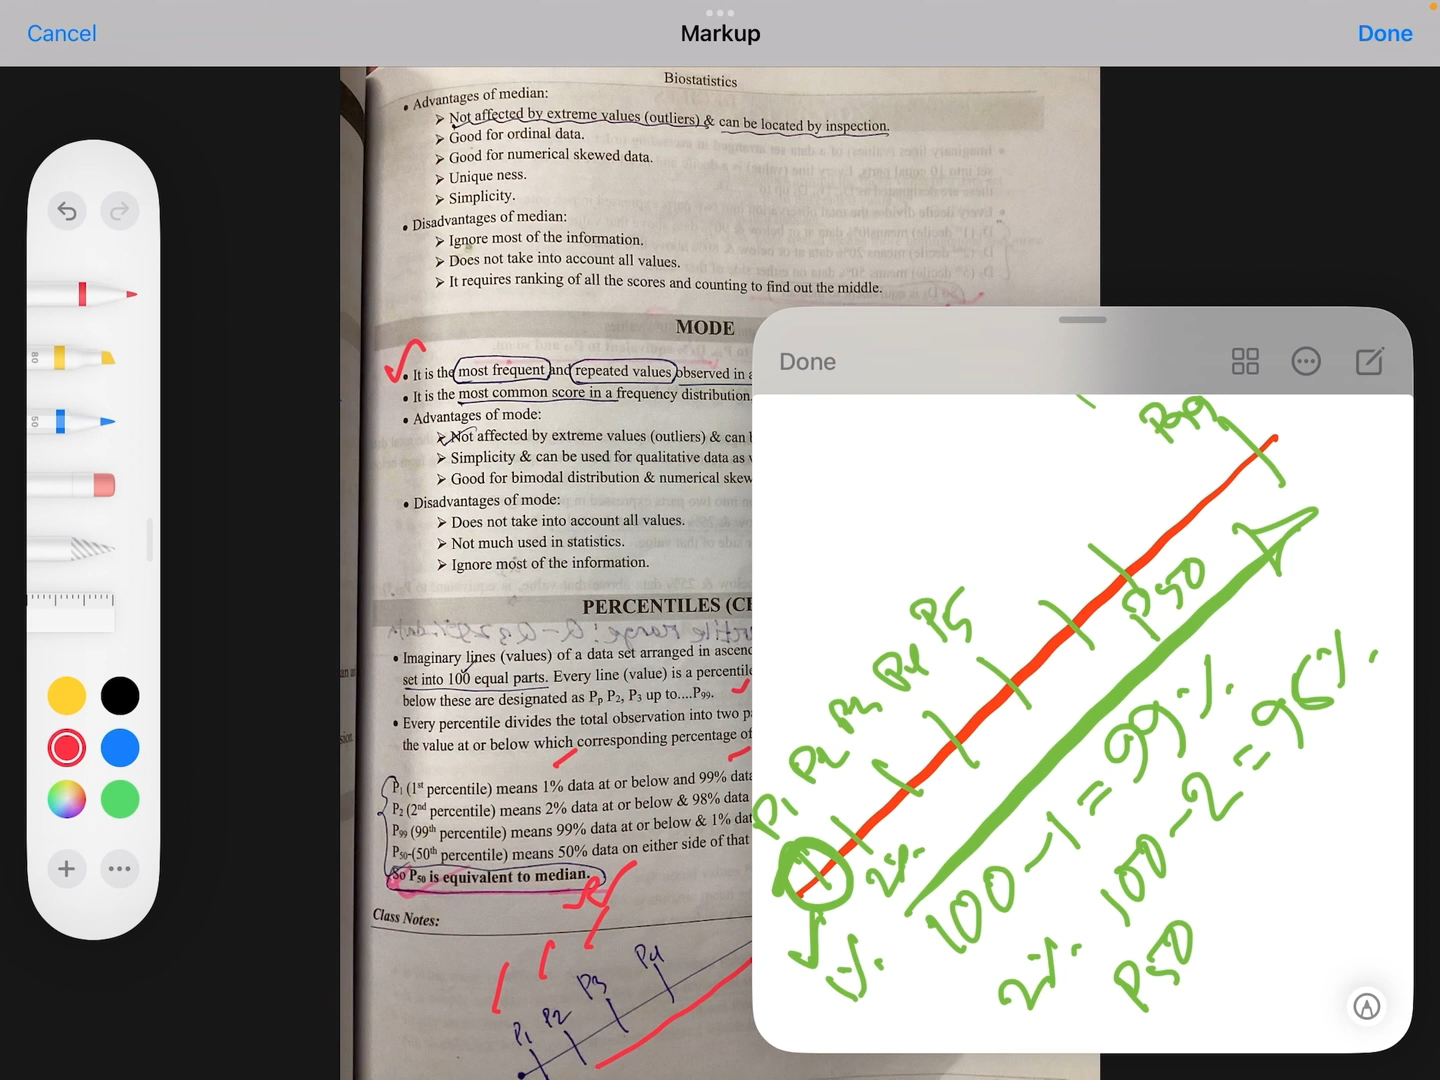 Cancel
Markup
Done
Biostatistics
• Advantages of median:
➤ Not affected by extreme values (outliers) & can be located by inspection.
➤ Good for ordinal data.
➤ Good for numerical skewed data.
➤ Unique ness.
➤ Simplicity.
• Disadvantages of median:
➤ Ignore most of the information.
➤ Does not take into account all values.
➤ It requires ranking of all the scores and counting to find out the middle.
MODE
• It is the most frequent and repeated values observed in a
• It is the most common score in a frequency distribution.
• Advantages of mode:
➤ Not affected by extreme values (outliers) & can
➤ Simplicity & can be used for qualitative data as
➤ Good for bimodal distribution & numerical skew
• Disadvantages of mode:
➤ Does not take into account all values.
➤ Not much used in statistics.
➤ Ignore most of the information.
PERCENTILES (CE
• Imaginary lines (values) of a data set arranged in ascend
set into 100 equal parts. Every line (value) is a percentile
below these are designated as P₁, P₂, P₃ up to....P₉₉.
• Every percentile divides the total observation into two pa
the value at or below which corresponding percentage of
P₁ (1st percentile) means 1% data at or below and 99% data
P₂ (2nd percentile) means 2% data at or below & 98% data
P₉₉ (99th percentile) means 99% data at or below & 1% dat
P₅₀-(50th percentile) means 50% data on either side of that
So P₅₀ is equivalent to median.
Class Notes:
P1 P2 P3 P4
Done
P99
P1 P2 P3 P4 P5
P50
1%.
2%.
100-1=99%.
100-2=98%.
2%.
P50
80
50